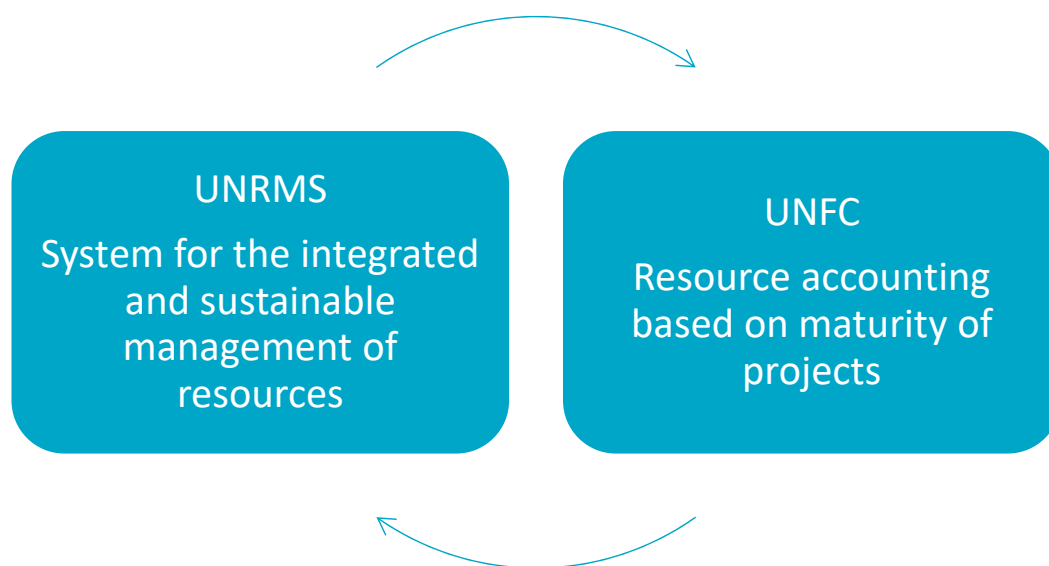 UNRMS
System for the integrated
and sustainable
management of
resources
UNFC
Resource accounting
based on maturity of
projects